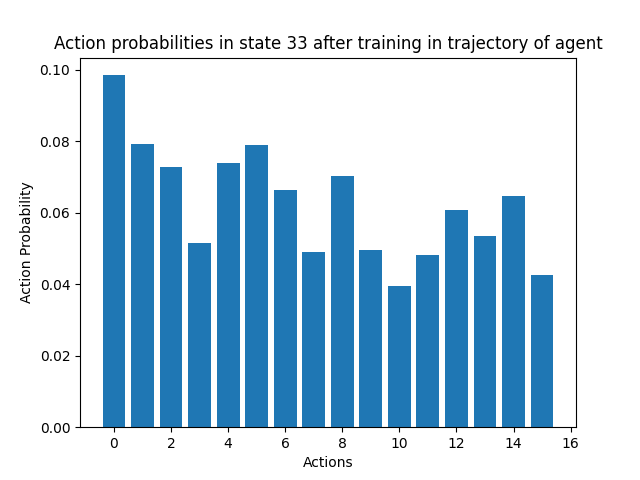 Action probabilities in state 33 after training in trajectory of agent
0.10
0.08
0.06
0.04
0.02
0.00
Action Probability
0 2 4 6 8 10 12 14 16
Actions